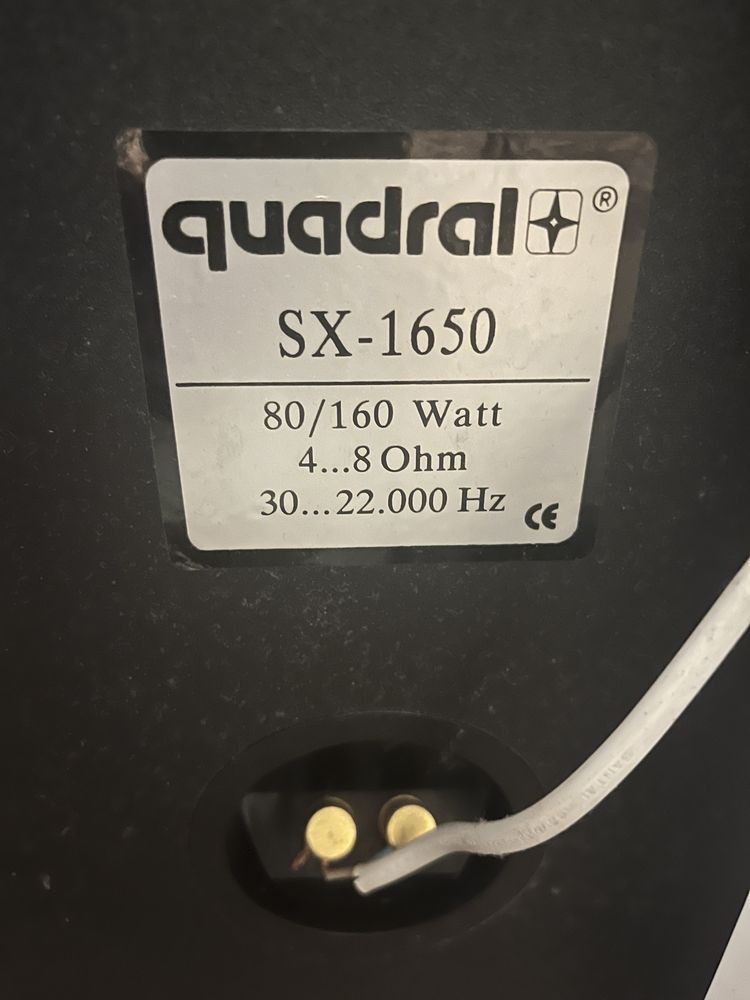 quadral ®
SX-1650
80/160 Watt
4...8 Ohm
30...22.000 Hz
CE